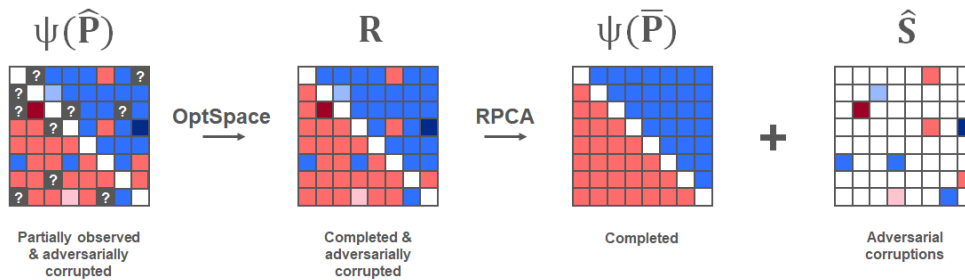 ψ(P̂) R ψ(P̄) Ŝ
? ?
?
? ? ?
?
?
? ?
OptSpace RPCA +
Partially observed
& adversarially
corrupted
Completed &
adversarially
corrupted
Completed
Adversarial
corruptions